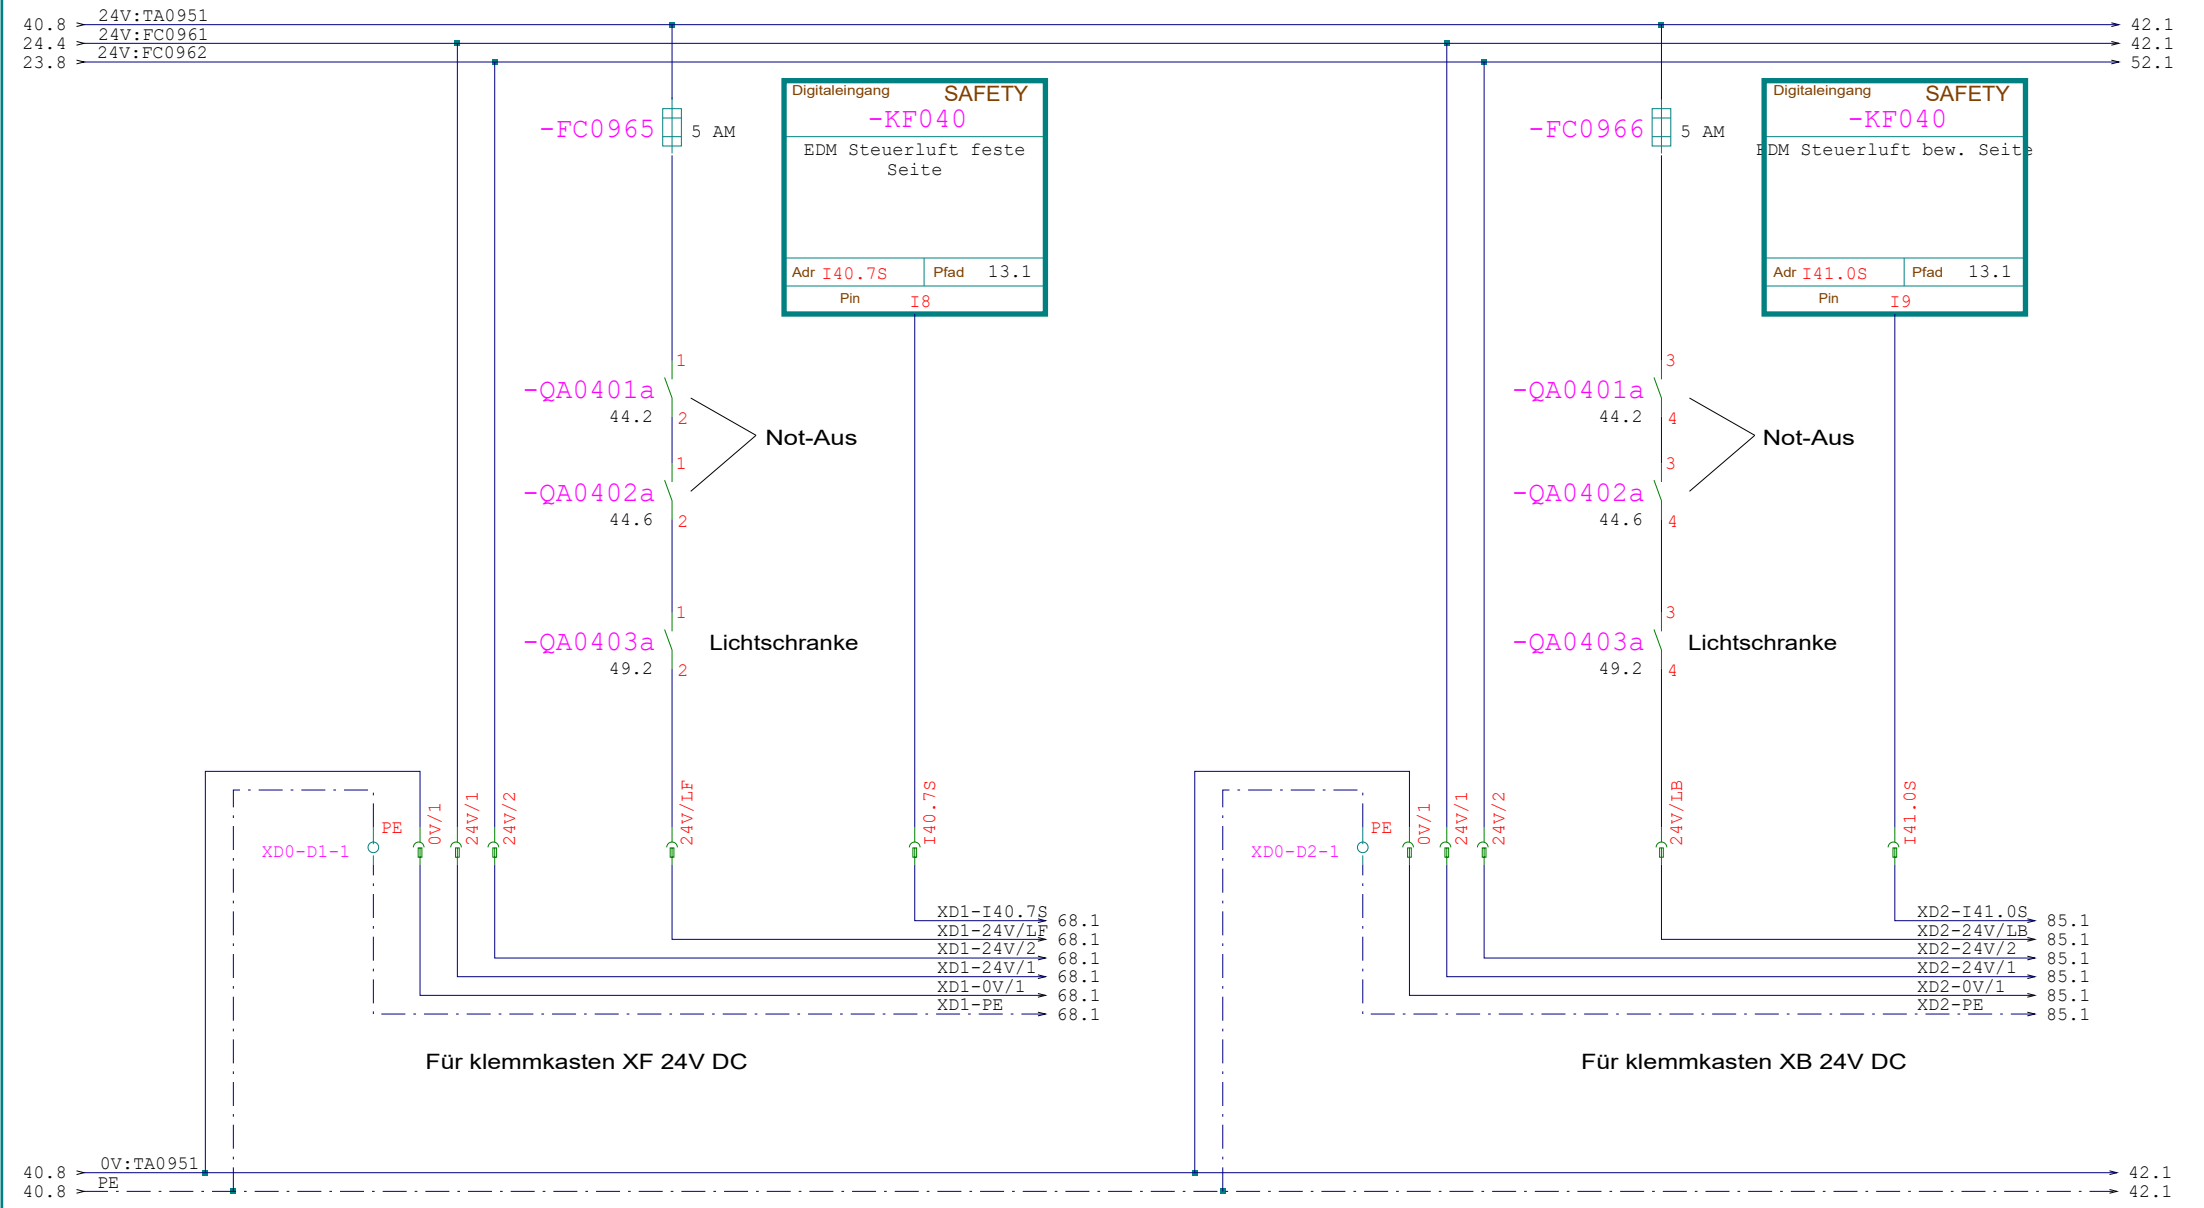 40.8 24V:TA0951 42.1
24.4 24V:FC0961 42.1
23.8 24V:FC0962 52.1
Digitaleingang SAFETY
-KF040
EDM Steuerluft feste
Seite
Adr I40.7S Pfad 13.1
Pin I8
Digitaleingang SAFETY
-KF040
EDM Steuerluft bew. Seite
Adr I41.0S Pfad 13.1
Pin I9
-FC0965 5 AM
-FC0966 5 AM
1
-QA0401a
44.2 2
Not-Aus
1
-QA0402a
44.6 2
1
-QA0403a Lichtschranke
49.2 2
3
-QA0401a
44.2 4
Not-Aus
3
-QA0402a
44.6 4
3
-QA0403a Lichtschranke
49.2 4
XD0-D1-1 PE 0V/1 24V/1 24V/2 24V/LF I40.7S
XD0-D2-1 PE 0V/1 24V/1 24V/2 24V/LB I41.0S
XD1-I40.7S 68.1
XD1-24V/LF 68.1
XD1-24V/2 68.1
XD1-24V/1 68.1
XD1-0V/1 68.1
XD1-PE 68.1
XD2-I41.0S 85.1
XD2-24V/LB 85.1
XD2-24V/2 85.1
XD2-24V/1 85.1
XD2-0V/1 85.1
XD2-PE 85.1
Für klemmkasten XF 24V DC
Für klemmkasten XB 24V DC
40.8 0V:TA0951 42.1
40.8 PE 42.1